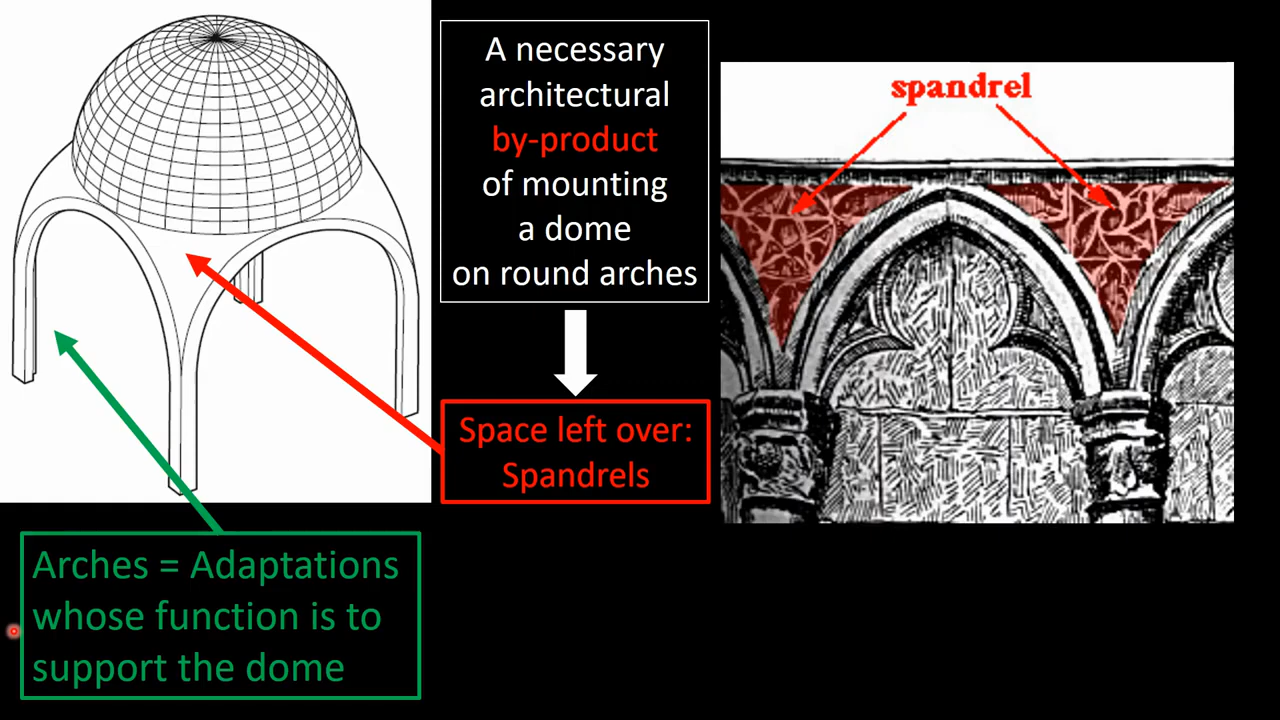 A necessary
architectural
by-product
of mounting
a dome
on round arches
Space left over:
Spandrels
Arches = Adaptations
whose function is to
support the dome
spandrel